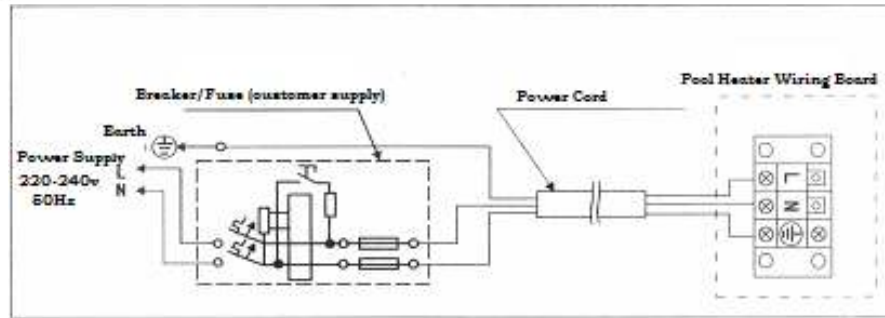 Pool Heater Wiring Board
Breaker/Fuse (customer supply)
Power Cord
Earth
Power Supply
L
220-240v
N
50Hz
L
N